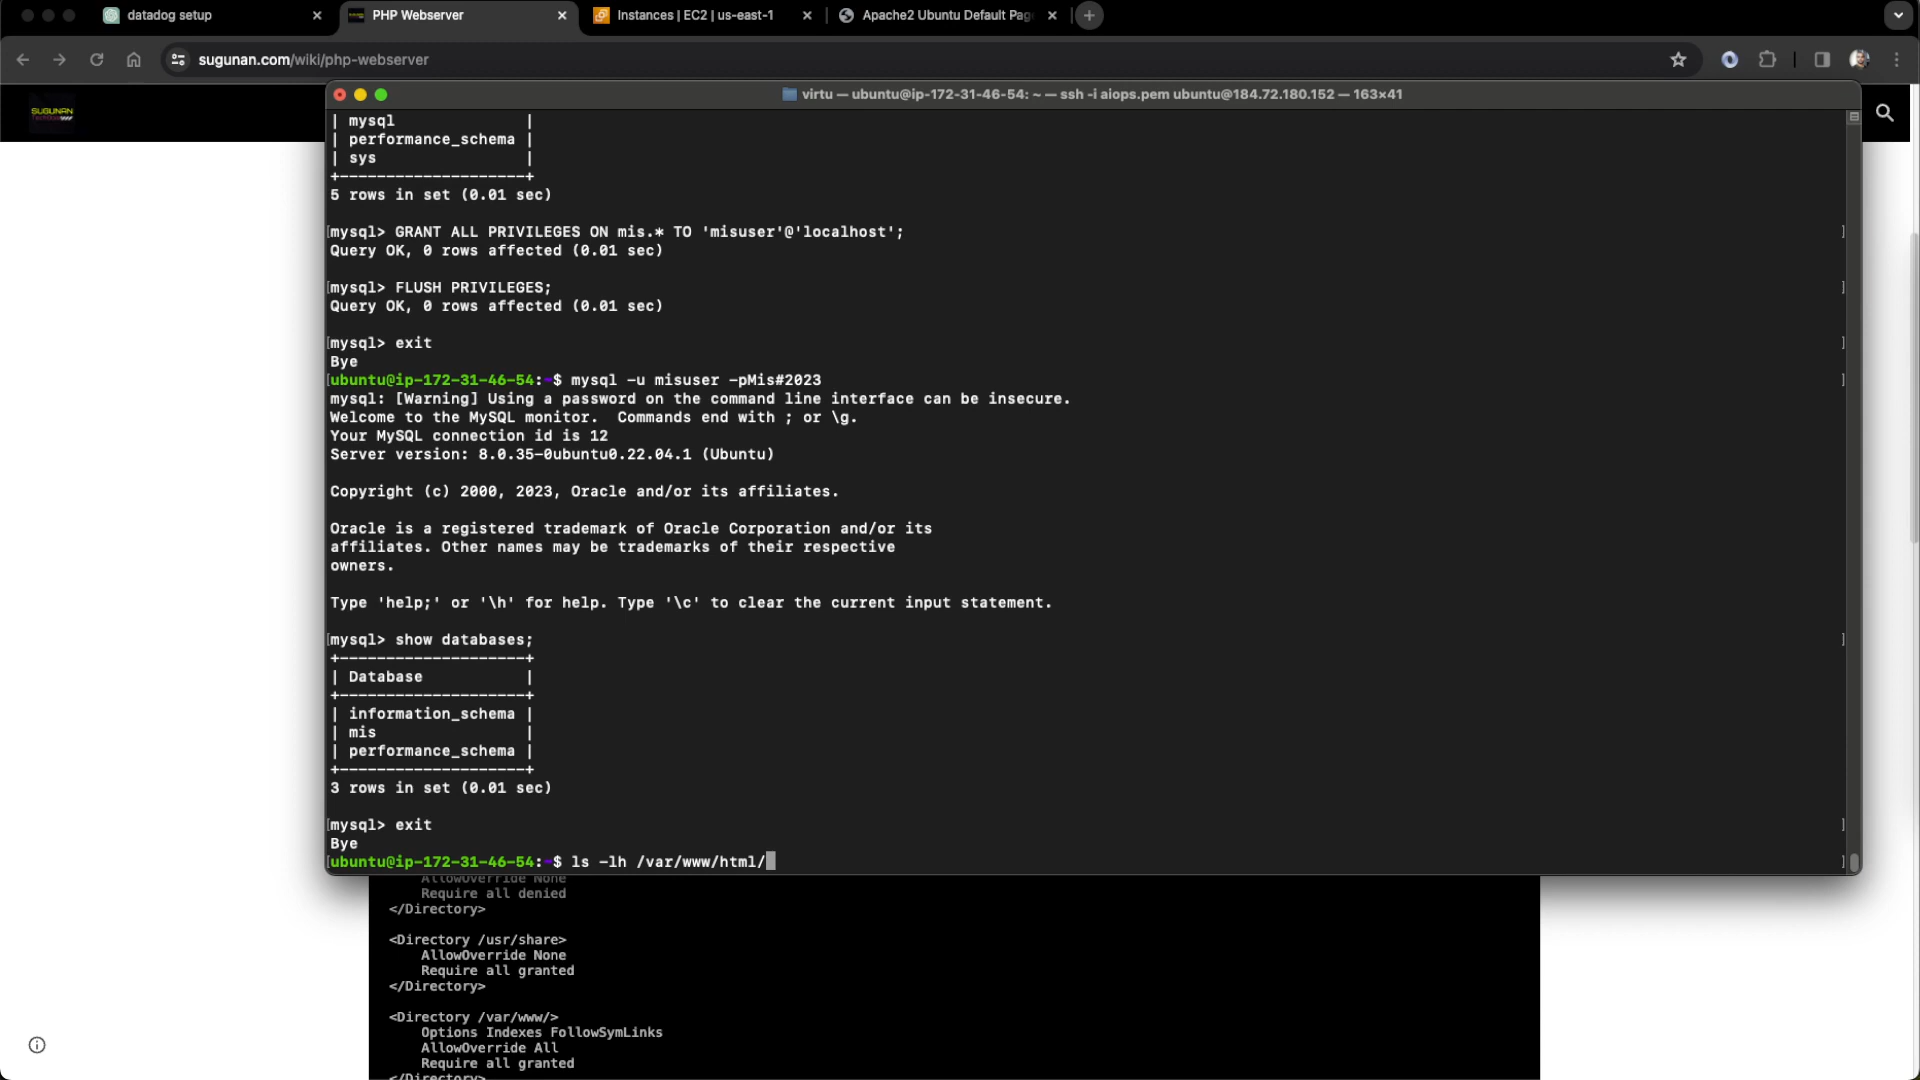 datadog setup
PHP Webserver
Instances | EC2 | us-east-1
Apache2 Ubuntu Default Pag
sugunan.com/wiki/php-webserver
SUGUNAN
virtu — ubuntu@ip-172-31-46-54: ~ — ssh -i aiops.pem ubuntu@184.72.180.152 — 163×41
| mysql              |
| performance_schema |
| sys                |
+--------------------+
5 rows in set (0.01 sec)
[mysql> GRANT ALL PRIVILEGES ON mis.* TO 'misuser'@'localhost'; ]
Query OK, 0 rows affected (0.01 sec)
[mysql> FLUSH PRIVILEGES; ]
Query OK, 0 rows affected (0.01 sec)
[mysql> exit ]
Bye
[ubuntu@ip-172-31-46-54:~$ mysql -u misuser -pMis#2023 ]
mysql: [Warning] Using a password on the command line interface can be insecure.
Welcome to the MySQL monitor.  Commands end with ; or \g.
Your MySQL connection id is 12
Server version: 8.0.35-0ubuntu0.22.04.1 (Ubuntu)
Copyright (c) 2000, 2023, Oracle and/or its affiliates.
Oracle is a registered trademark of Oracle Corporation and/or its
affiliates. Other names may be trademarks of their respective
owners.
Type 'help;' or '\h' for help. Type '\c' to clear the current input statement.
[mysql> show databases; ]
+--------------------+
| Database           |
+--------------------+
| information_schema |
| mis                |
| performance_schema |
+--------------------+
3 rows in set (0.01 sec)
[mysql> exit ]
Bye
[ubuntu@ip-172-31-46-54:~$ ls -lh /var/www/html/ ]
AllowOverride None
Require all denied
</Directory>
<Directory /usr/share>
AllowOverride None
Require all granted
</Directory>
<Directory /var/www/>
Options Indexes FollowSymLinks
AllowOverride All
Require all granted
</Directory>